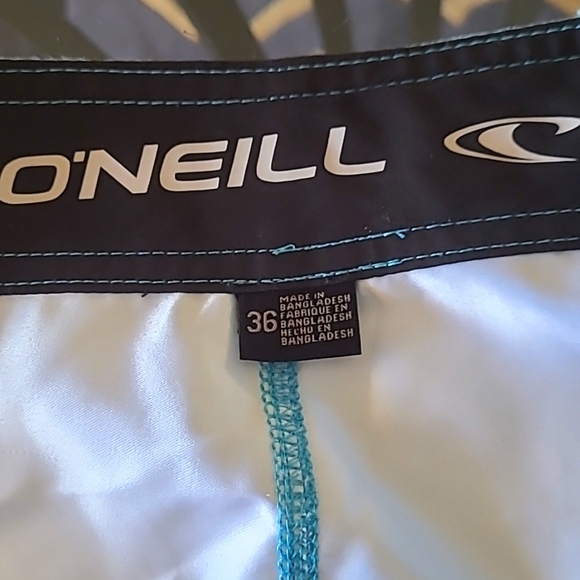 O'NEILL
36
MADE IN
BANGLADESH
FABRIQUE EN
BANGLADESH
HECHO EN
BANGLADESH